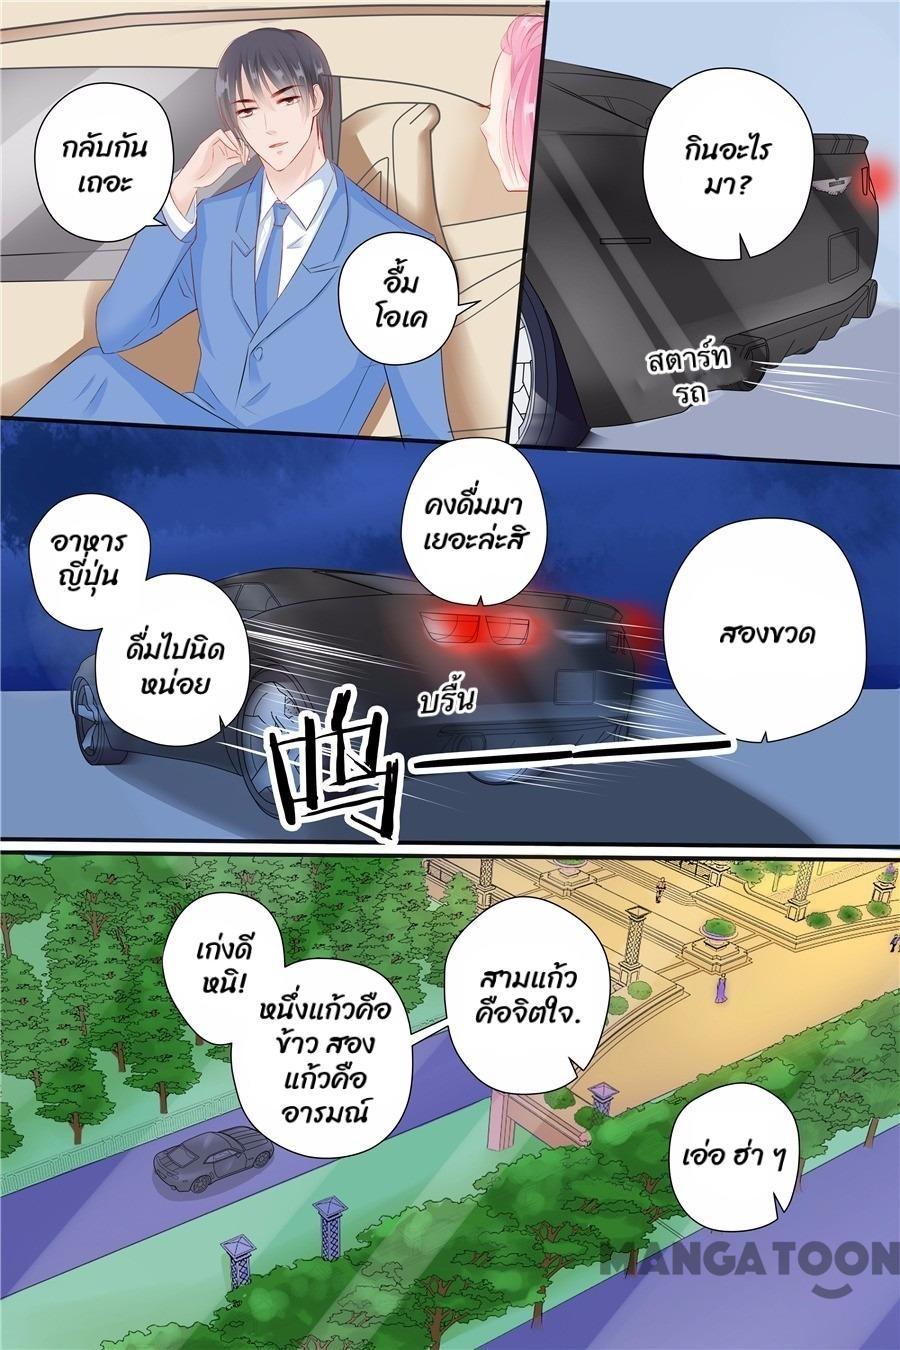 กลับกัน
เถอะ
อื้ม
โอเค
กินอะไร
มา?
สตาร์ท
รถ
อาหาร
ญี่ปุ่น
ดื่มไปนิด
หน่อย
คงดื่มมา
เยอะล่ะสิ
บรื้น
呜
สองขวด
เก่งดี
หนิ!
หนึ่งแก้วคือ
ข้าว สอง
แก้วคือ
อารมณ์
สามแก้ว
คือจิตใจ.
เอ่อ ฮ่า ๆ
MANGATOON